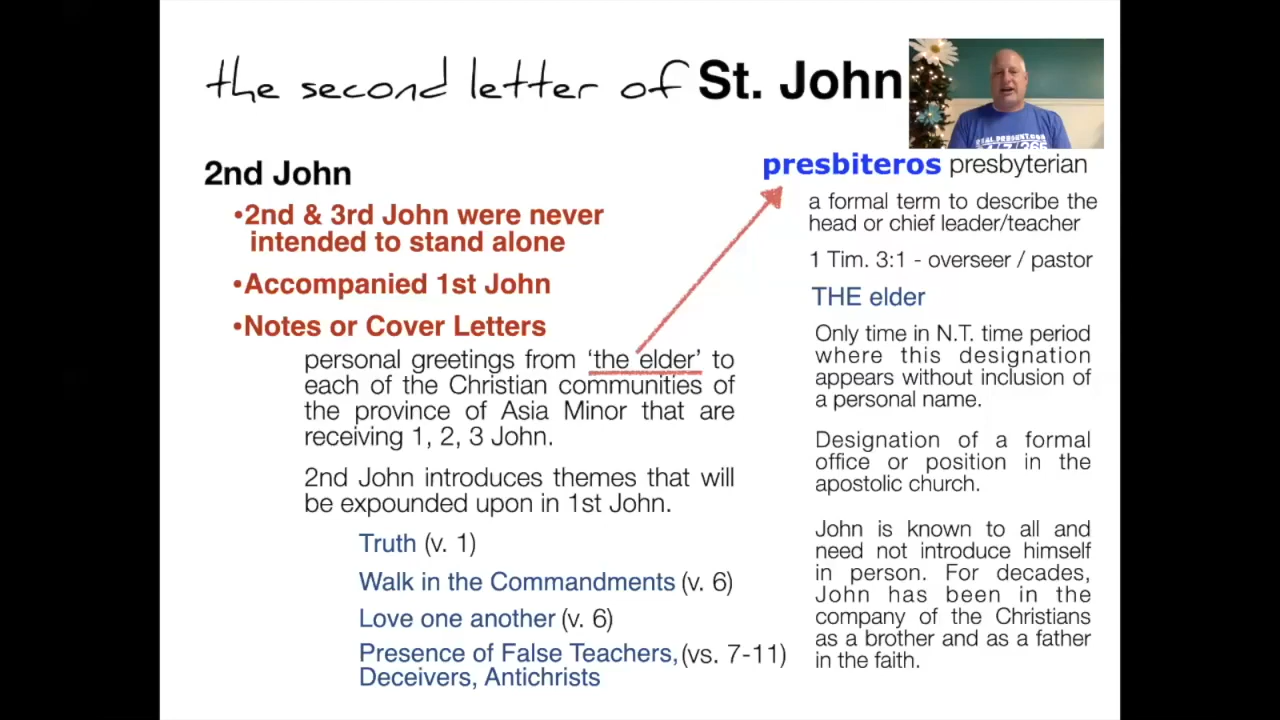 the second letter of St. John
2nd John
•2nd & 3rd John were never
intended to stand alone
•Accompanied 1st John
•Notes or Cover Letters
personal greetings from ‘the elder’ to
each of the Christian communities of
the province of Asia Minor that are
receiving 1, 2, 3 John.
2nd John introduces themes that will
be expounded upon in 1st John.
Truth (v. 1)
Walk in the Commandments (v. 6)
Love one another (v. 6)
Presence of False Teachers, (vs. 7-11)
Deceivers, Antichrists
presbiteros presbyterian
a formal term to describe the
head or chief leader/teacher
1 Tim. 3:1 - overseer / pastor
THE elder
Only time in N.T. time period
where this designation
appears without inclusion of
a personal name.
Designation of a formal
office or position in the
apostolic church.
John is known to all and
need not introduce himself
in person. For decades,
John has been in the
company of the Christians
as a brother and as a father
in the faith.